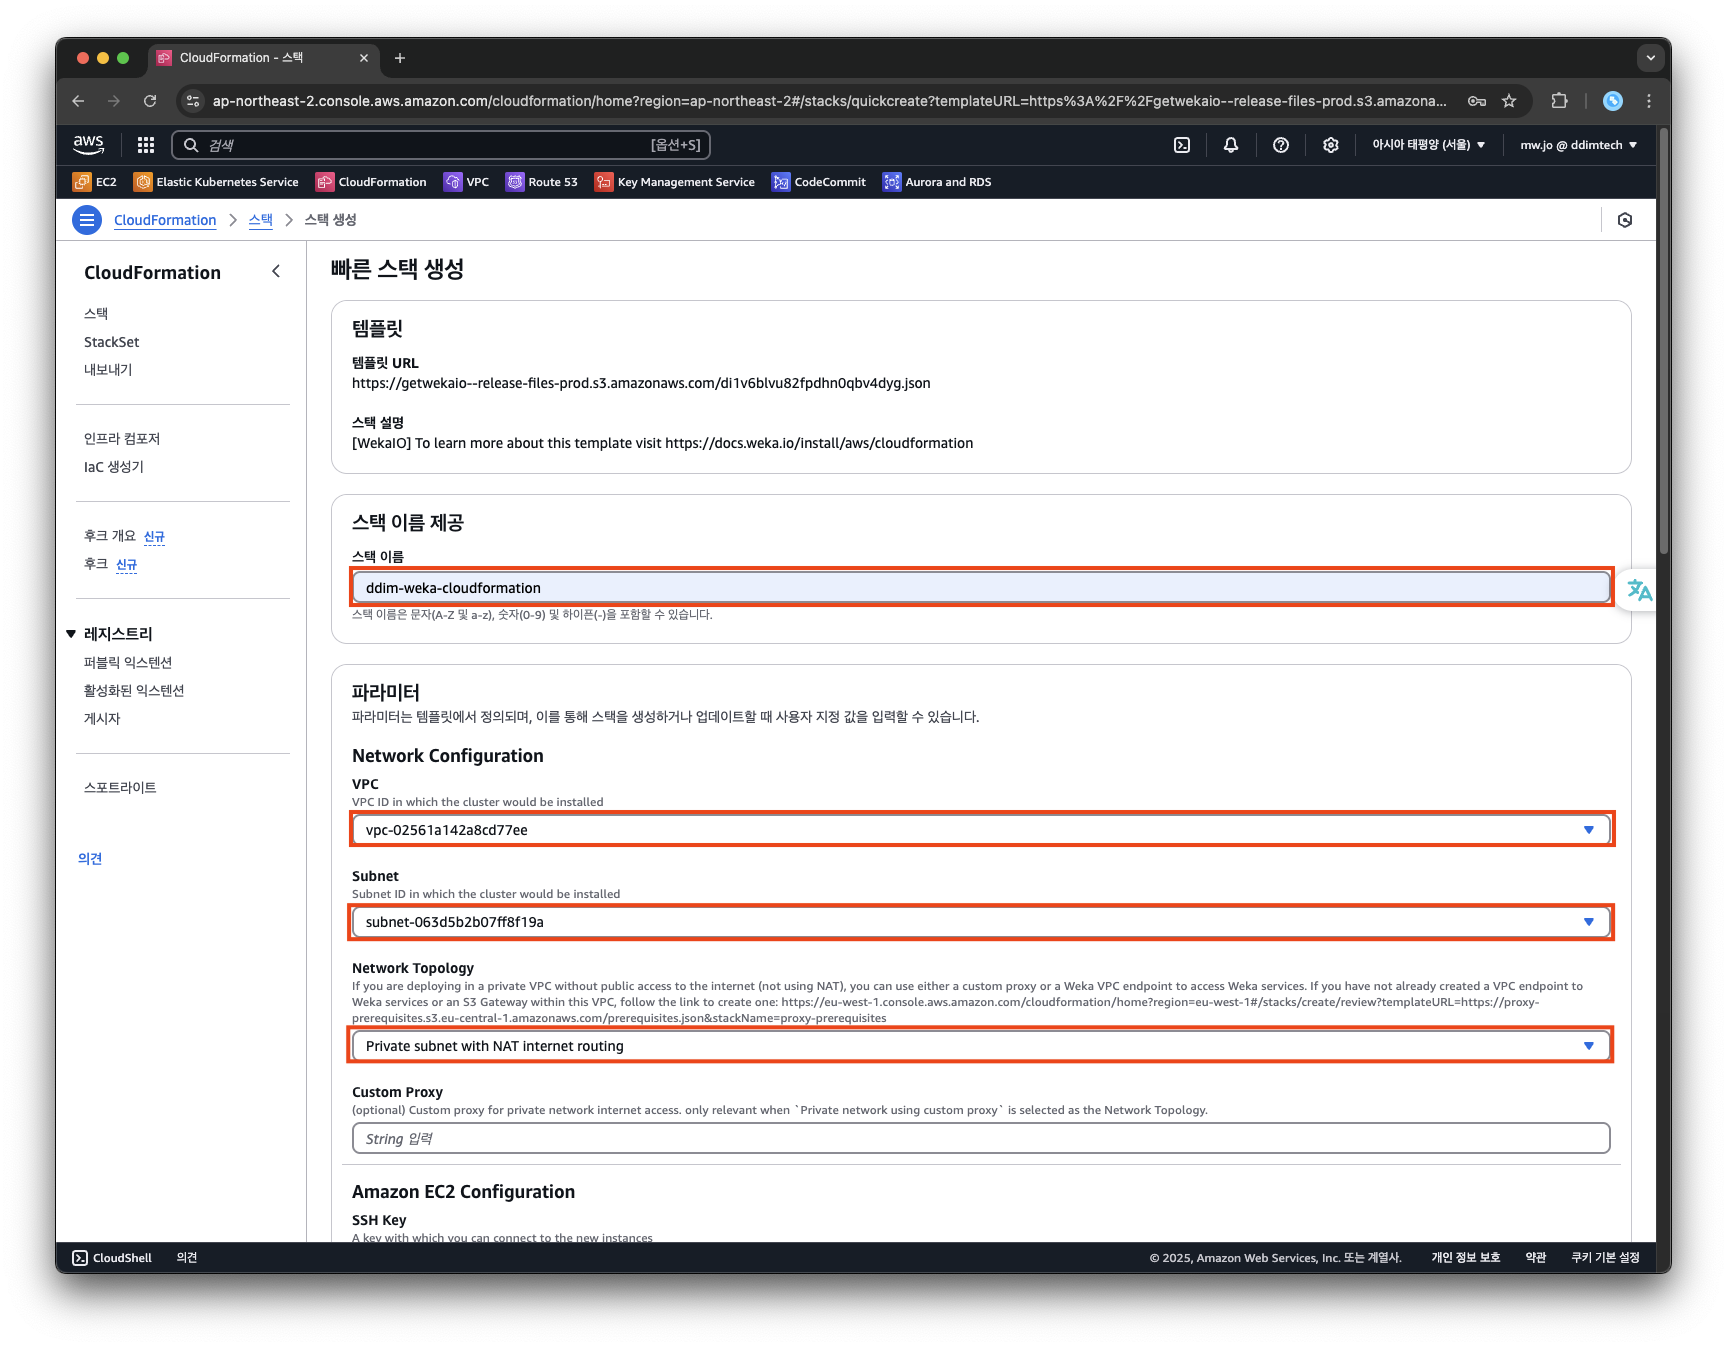 CloudFormation - 스택
ap-northeast-2.console.aws.amazon.com/cloudformation/home?region=ap-northeast-2#/stacks/quickcreate?templateURL=https%3A%2F%2Fgetwekaio--release-files-prod.s3.amazona...
aws
검색
[옵션+S]
아시아 태평양 (서울)
mw.jo @ ddimtech
EC2
Elastic Kubernetes Service
CloudFormation
VPC
Route 53
Key Management Service
CodeCommit
Aurora and RDS
CloudFormation
스택
스택 생성
CloudFormation
스택
StackSet
내보내기
인프라 컴포저
IaC 생성기
후크 개요 신규
후크 신규
레지스트리
퍼블릭 익스텐션
활성화된 익스텐션
게시자
스포트라이트
의견
빠른 스택 생성
템플릿
템플릿 URL
https://getwekaio--release-files-prod.s3.amazonaws.com/di1v6blvu82fpdhn0qbv4dyg.json
스택 설명
[WekaIO] To learn more about this template visit https://docs.weka.io/install/aws/cloudformation
스택 이름 제공
스택 이름
ddim-weka-cloudformation
스택 이름은 문자(A-Z 및 a-z), 숫자(0-9) 및 하이픈(-)을 포함할 수 있습니다.
파라미터
파라미터는 템플릿에서 정의되며, 이를 통해 스택을 생성하거나 업데이트할 때 사용자 지정 값을 입력할 수 있습니다.
Network Configuration
VPC
VPC ID in which the cluster would be installed
vpc-02561a142a8cd77ee
Subnet
Subnet ID in which the cluster would be installed
subnet-063d5b2b07ff8f19a
Network Topology
If you are deploying in a private VPC without public access to the internet (not using NAT), you can use either a custom proxy or a Weka VPC endpoint to access Weka services. If you have not already created a VPC endpoint to
Weka services or an S3 Gateway within this VPC, follow the link to create one: https://eu-west-1.console.aws.amazon.com/cloudformation/home?region=eu-west-1#/stacks/create/review?templateURL=https://proxy-
prerequisites.s3.eu-central-1.amazonaws.com/prerequisites.json&stackName=proxy-prerequisites
Private subnet with NAT internet routing
Custom Proxy
(optional) Custom proxy for private network internet access. only relevant when `Private network using custom proxy` is selected as the Network Topology.
String 입력
Amazon EC2 Configuration
SSH Key
A key with which you can connect to the new instances
CloudShell
의견
© 2025, Amazon Web Services, Inc. 또는 계열사.
개인 정보 보호
약관
쿠키 기본 설정